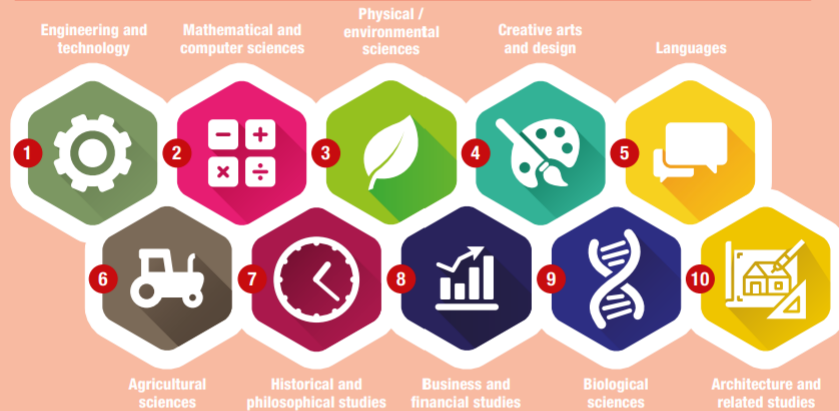 Engineering and
technology
Mathematical and
computer sciences
Physical /
environmental
sciences
Creative arts
and design
Languages
1
2
3
4
5
6
7
8
9
10
Agricultural
sciences
Historical and
philosophical studies
Business and
financial studies
Biological
sciences
Architecture and
related studies